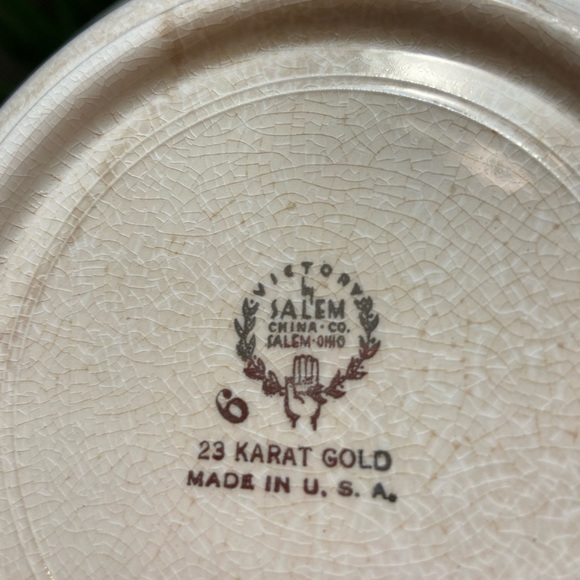 VICTORY
by
SALEM
CHINA · CO.
SALEM · OHIO
6
23 KARAT GOLD
MADE IN U. S. A.